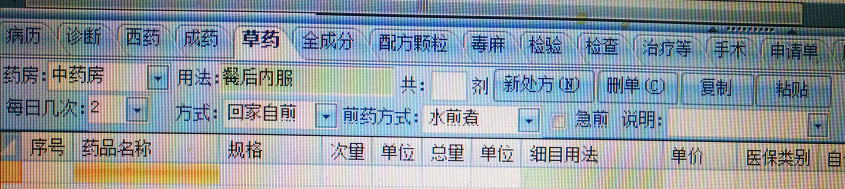 病历 诊断 西药 成药 草药 全成分 配方颗粒 毒麻 检验 检查 治疗等 手术 申请单
药房:中药房 用法:餐后内服 共: 剂 新处方(N) 删单(C) 复制 粘贴
每日几次:2 方式:回家自煎 煎药方式:水煎煮 急煎 说明:
序号 药品名称 规格 次量 单位 总量 单位 细目用法 单价 医保类别 自